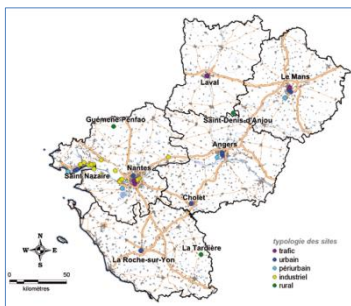 Laval
Le Mans
Guémené-Penfao
Saint-Denis-d'Anjou
Angers
Saint Nazaire
Nantes
Cholet
La Tardière
La Roche-sur-Yon
typologie des sites
trafic
urbain
périurbain
industriel
rural
N
W E
S
0 50
kilomètres